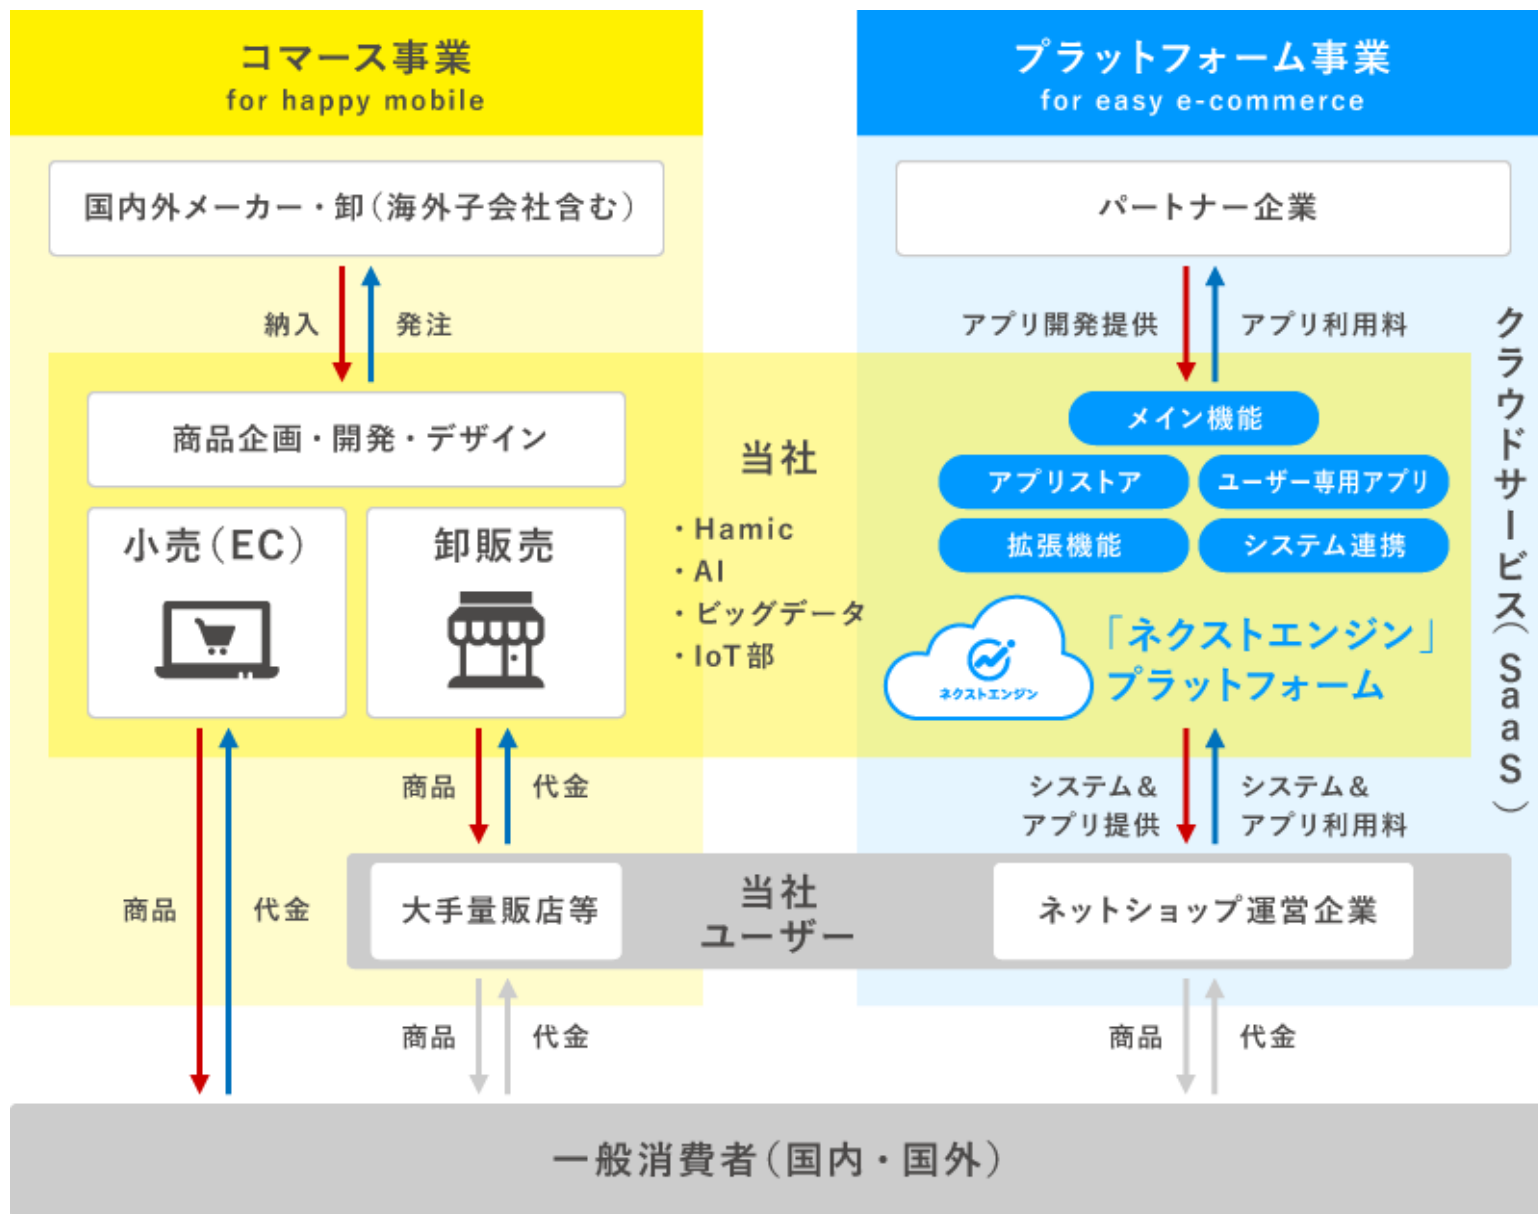 コマース事業
for happy mobile
プラットフォーム事業
for easy e-commerce
国内外メーカー・卸(海外子会社含む)
パートナー企業
納入
発注
アプリ開発提供
アプリ利用料
クラウドサービス(SaaS)
商品企画・開発・デザイン
小売(EC)
卸販売
当社
・Hamic
・AI
・ビッグデータ
・IoT部
メイン機能
アプリストア
ユーザー専用アプリ
拡張機能
システム連携
ネクストエンジン
「ネクストエンジン」
プラットフォーム
商品
代金
システム&
アプリ提供
システム&
アプリ利用料
商品
代金
大手量販店等
当社
ユーザー
ネットショップ運営企業
商品
代金
商品
代金
一般消費者(国内・国外)